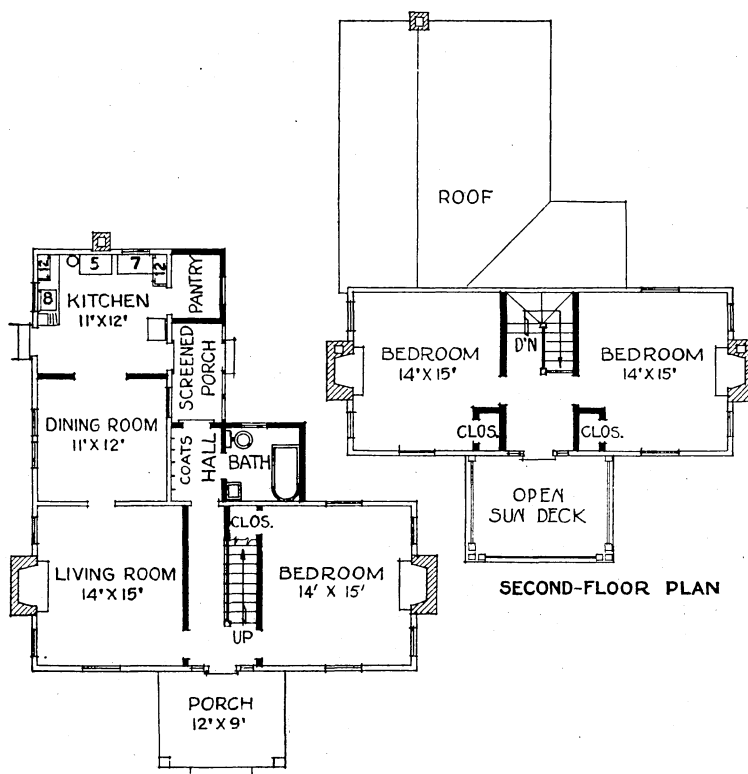 ROOF
12
5
7
12
8
KITCHEN
11'X12'
PANTRY
SCREENED
PORCH
DINING ROOM
11'X12'
COATS
HALL
BATH
CLOS.
LIVING ROOM
14'X15'
BEDROOM
14'X15'
UP
PORCH
12'X9'
BEDROOM
14'X15'
D'N
BEDROOM
14'X15'
CLOS.
CLOS.
OPEN
SUN DECK
SECOND-FLOOR PLAN